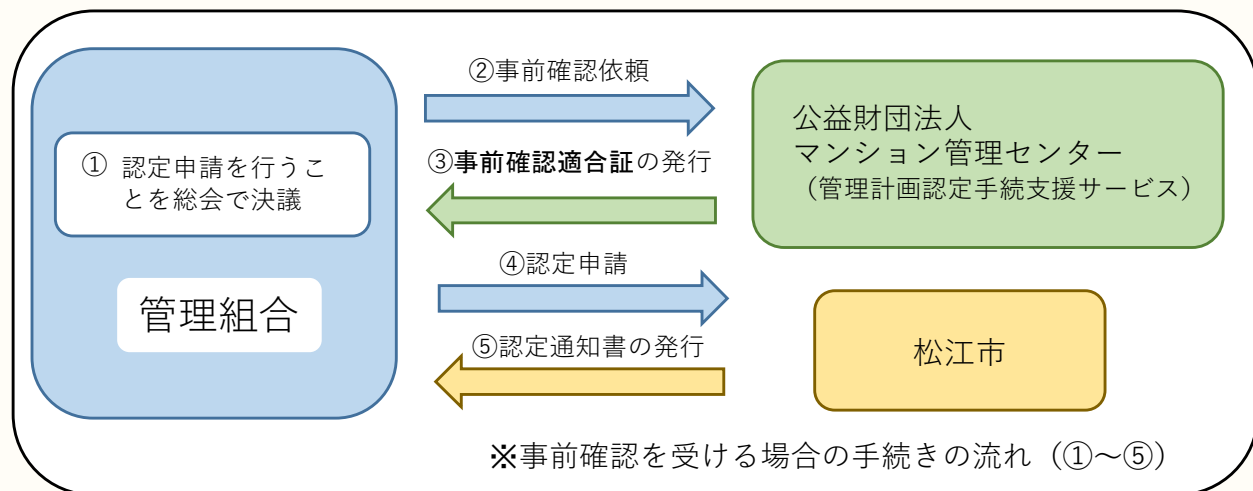 ②事前確認依頼
① 認定申請を行うこ
とを総会で決議
管理組合
③事前確認適合証の発行
公益財団法人
マンション管理センター
（管理計画認定手続支援サービス）
④認定申請
⑤認定通知書の発行
松江市
※事前確認を受ける場合の手続きの流れ（①～⑤）